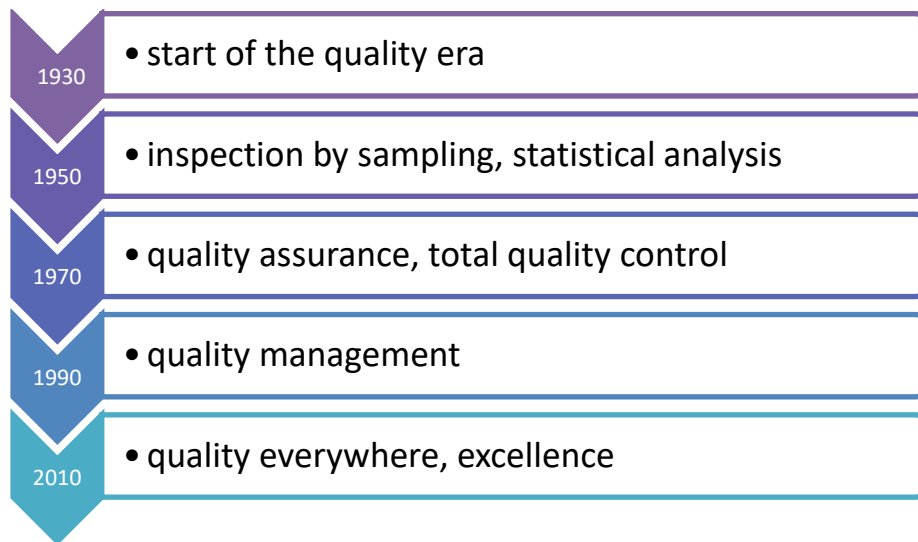 1930
• start of the quality era
1950
• inspection by sampling, statistical analysis
1970
• quality assurance, total quality control
1990
• quality management
2010
• quality everywhere, excellence